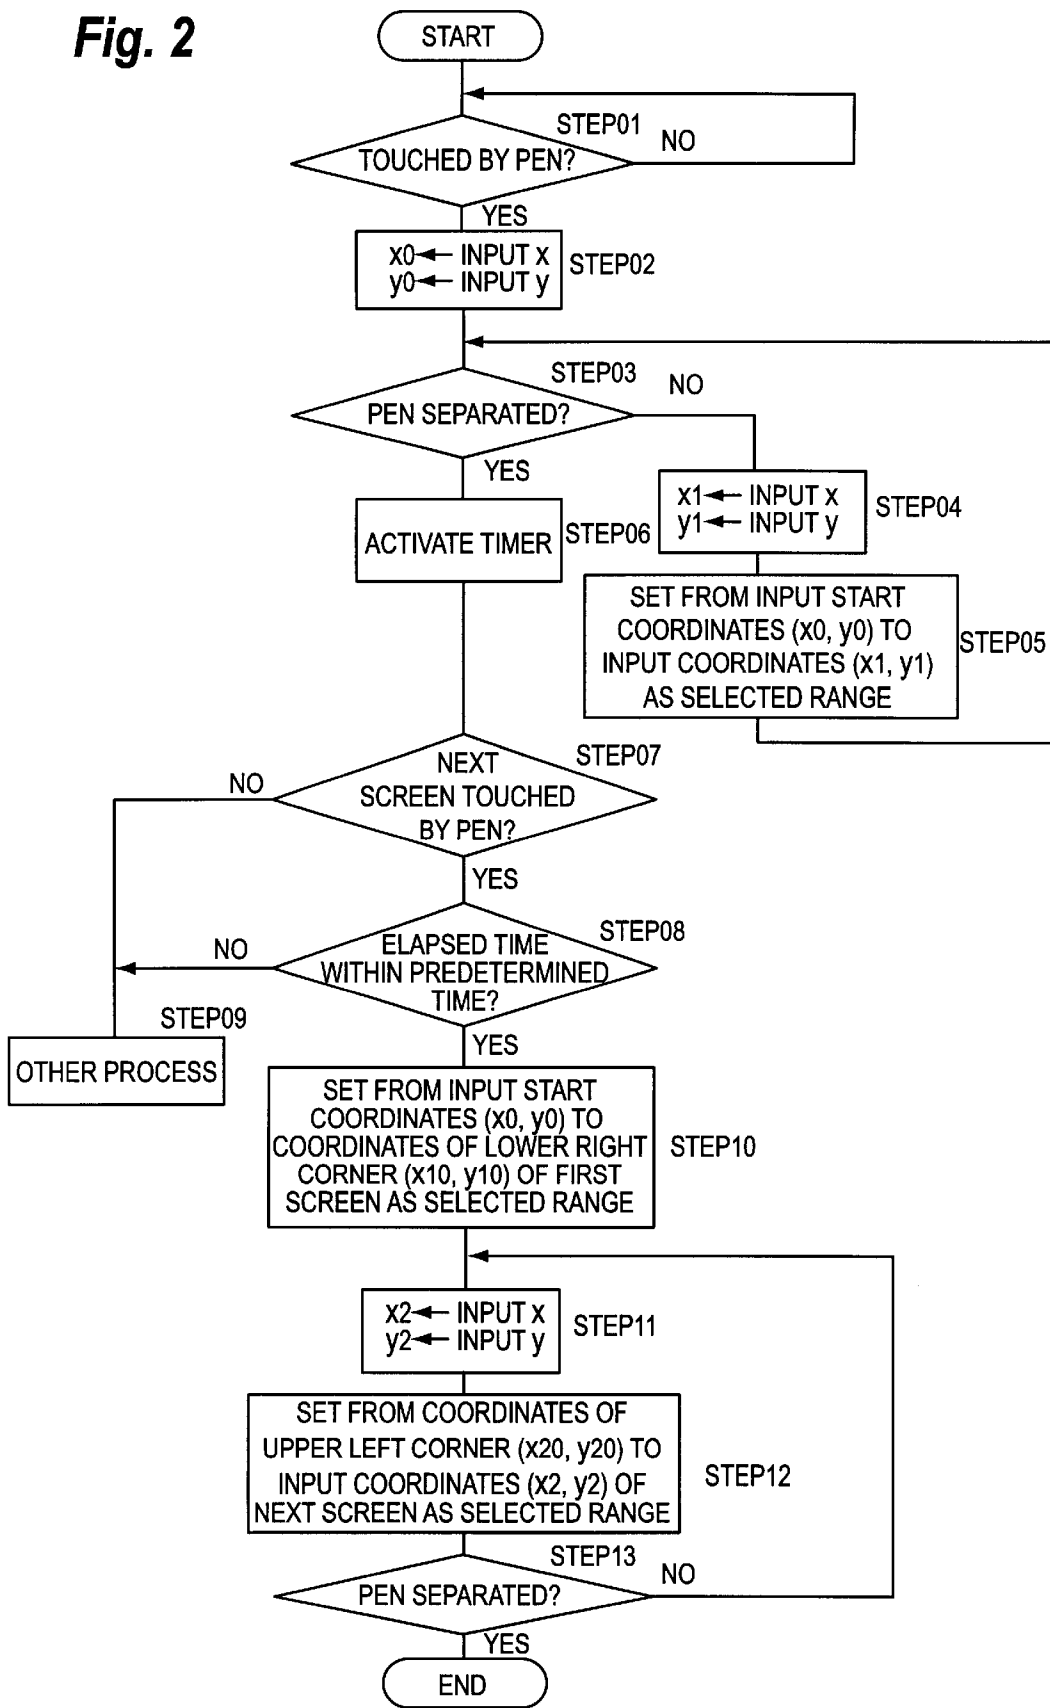 Fig. 2
START
STEP01
TOUCHED BY PEN?
NO
YES
x0← INPUT x
y0← INPUT y
STEP02
STEP03
NO
PEN SEPARATED?
YES
x1← INPUT x
y1← INPUT y
STEP04
ACTIVATE TIMER
STEP06
SET FROM INPUT START
COORDINATES (x0, y0) TO
INPUT COORDINATES (x1, y1)
AS SELECTED RANGE
STEP05
STEP07
NO
NEXT
SCREEN TOUCHED
BY PEN?
YES
STEP08
NO
ELAPSED TIME
WITHIN PREDETERMINED
TIME?
STEP09
YES
OTHER PROCESS
SET FROM INPUT START
COORDINATES (x0, y0) TO
COORDINATES OF LOWER RIGHT
CORNER (x10, y10) OF FIRST
SCREEN AS SELECTED RANGE
STEP10
x2← INPUT x
y2← INPUT y
STEP11
SET FROM COORDINATES OF
UPPER LEFT CORNER (x20, y20) TO
INPUT COORDINATES (x2, y2) OF
NEXT SCREEN AS SELECTED RANGE
STEP12
STEP13
NO
PEN SEPARATED?
YES
END